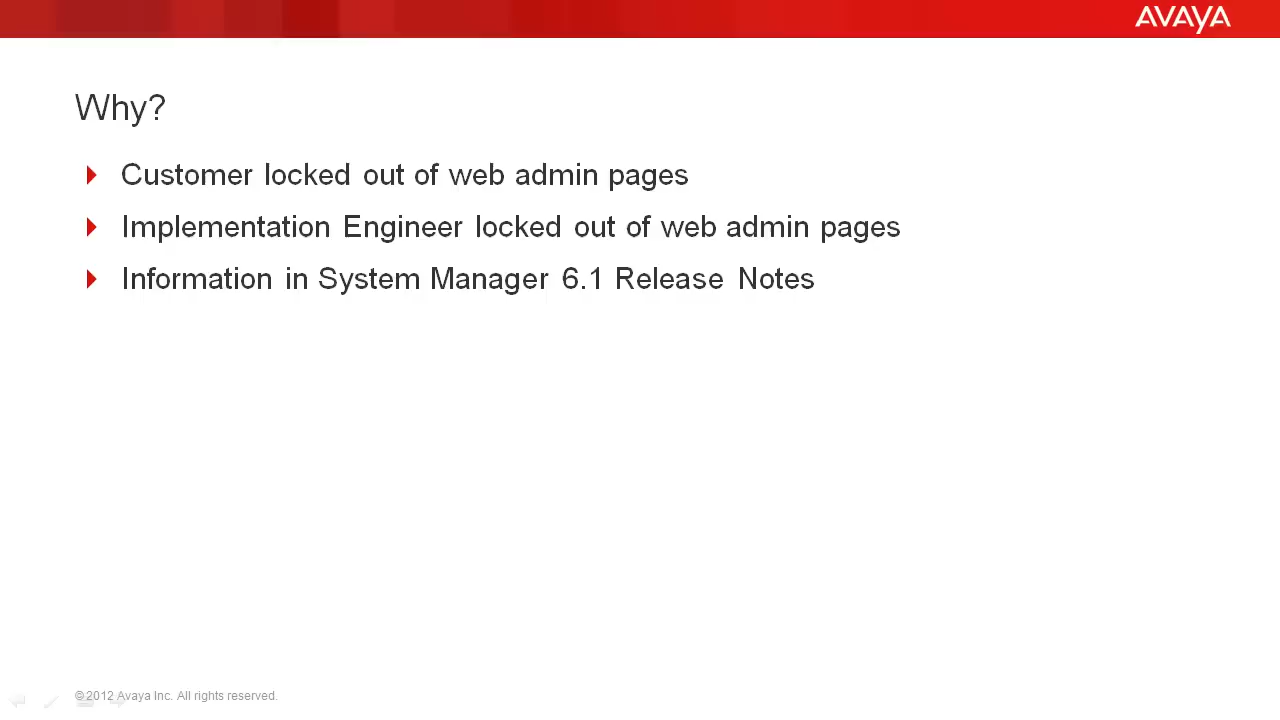 AVAYA
Why?
Customer locked out of web admin pages
Implementation Engineer locked out of web admin pages
Information in System Manager 6.1 Release Notes
©2012 Avaya Inc. All rights reserved.